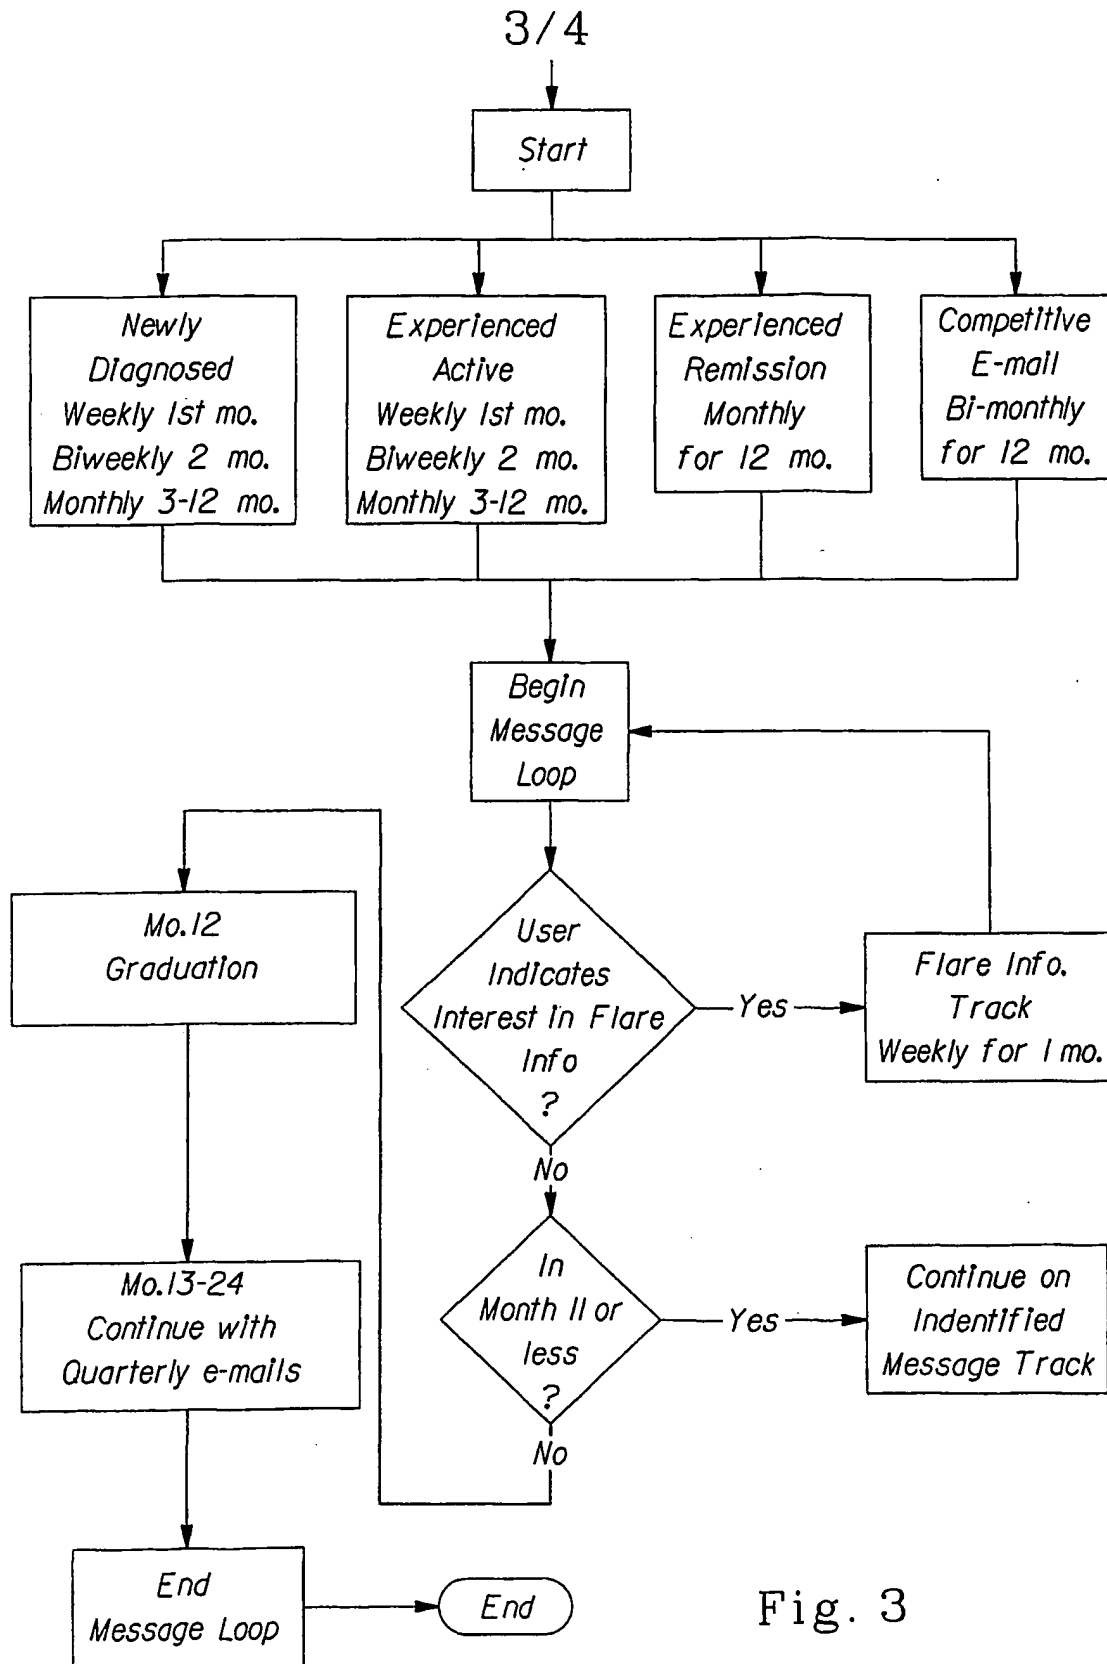 3/4
Start
Newly
Diagnosed
Weekly 1st mo.
Biweekly 2 mo.
Monthly 3-12 mo.
Experienced
Active
Weekly 1st mo.
Biweekly 2 mo.
Monthly 3-12 mo.
Experienced
Remission
Monthly
for 12 mo.
Competitive
E-mail
Bi-monthly
for 12 mo.
Begin
Message
Loop
User
Indicates
Interest in Flare
Info
?
Yes
Flare Info.
Track
Weekly for 1 mo.
No
In
Month 11 or
less
?
Yes
Continue on
Indentified
Message Track
No
Mo.12
Graduation
Mo.13-24
Continue with
Quarterly e-mails
End
Message Loop
End
Fig. 3